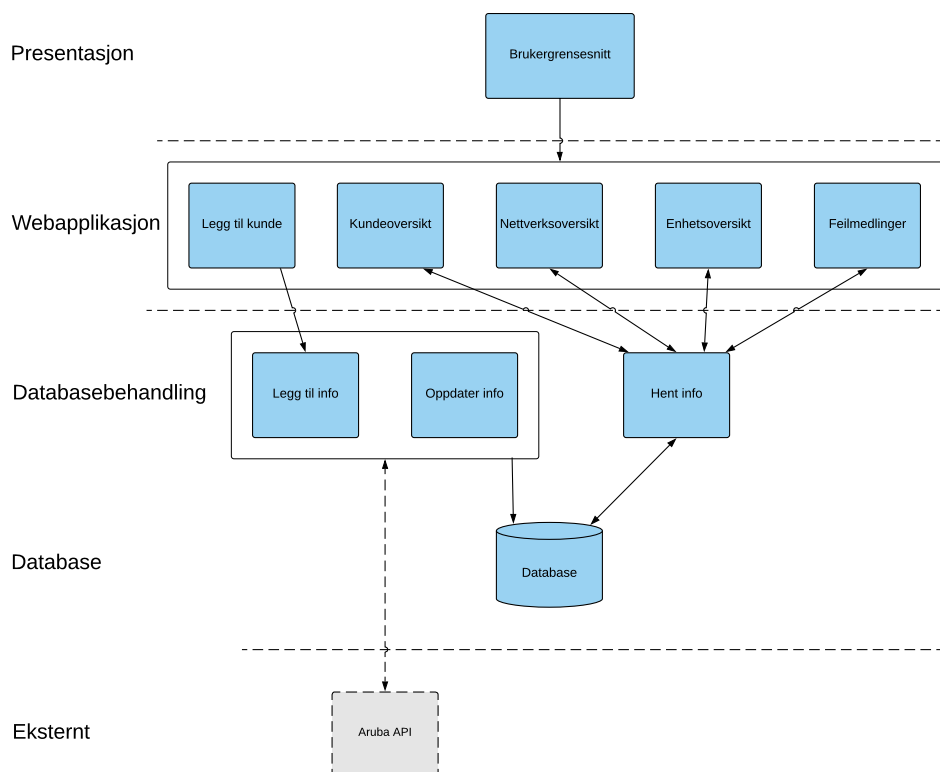 Presentasjon
Brukergrensesnitt
Webapplikasjon
Legg til kunde
Kundeoversikt
Nettverksoversikt
Enhetsoversikt
Feilmedlinger
Databasebehandling
Legg til info
Oppdater info
Hent info
Database
Database
Eksternt
Aruba API